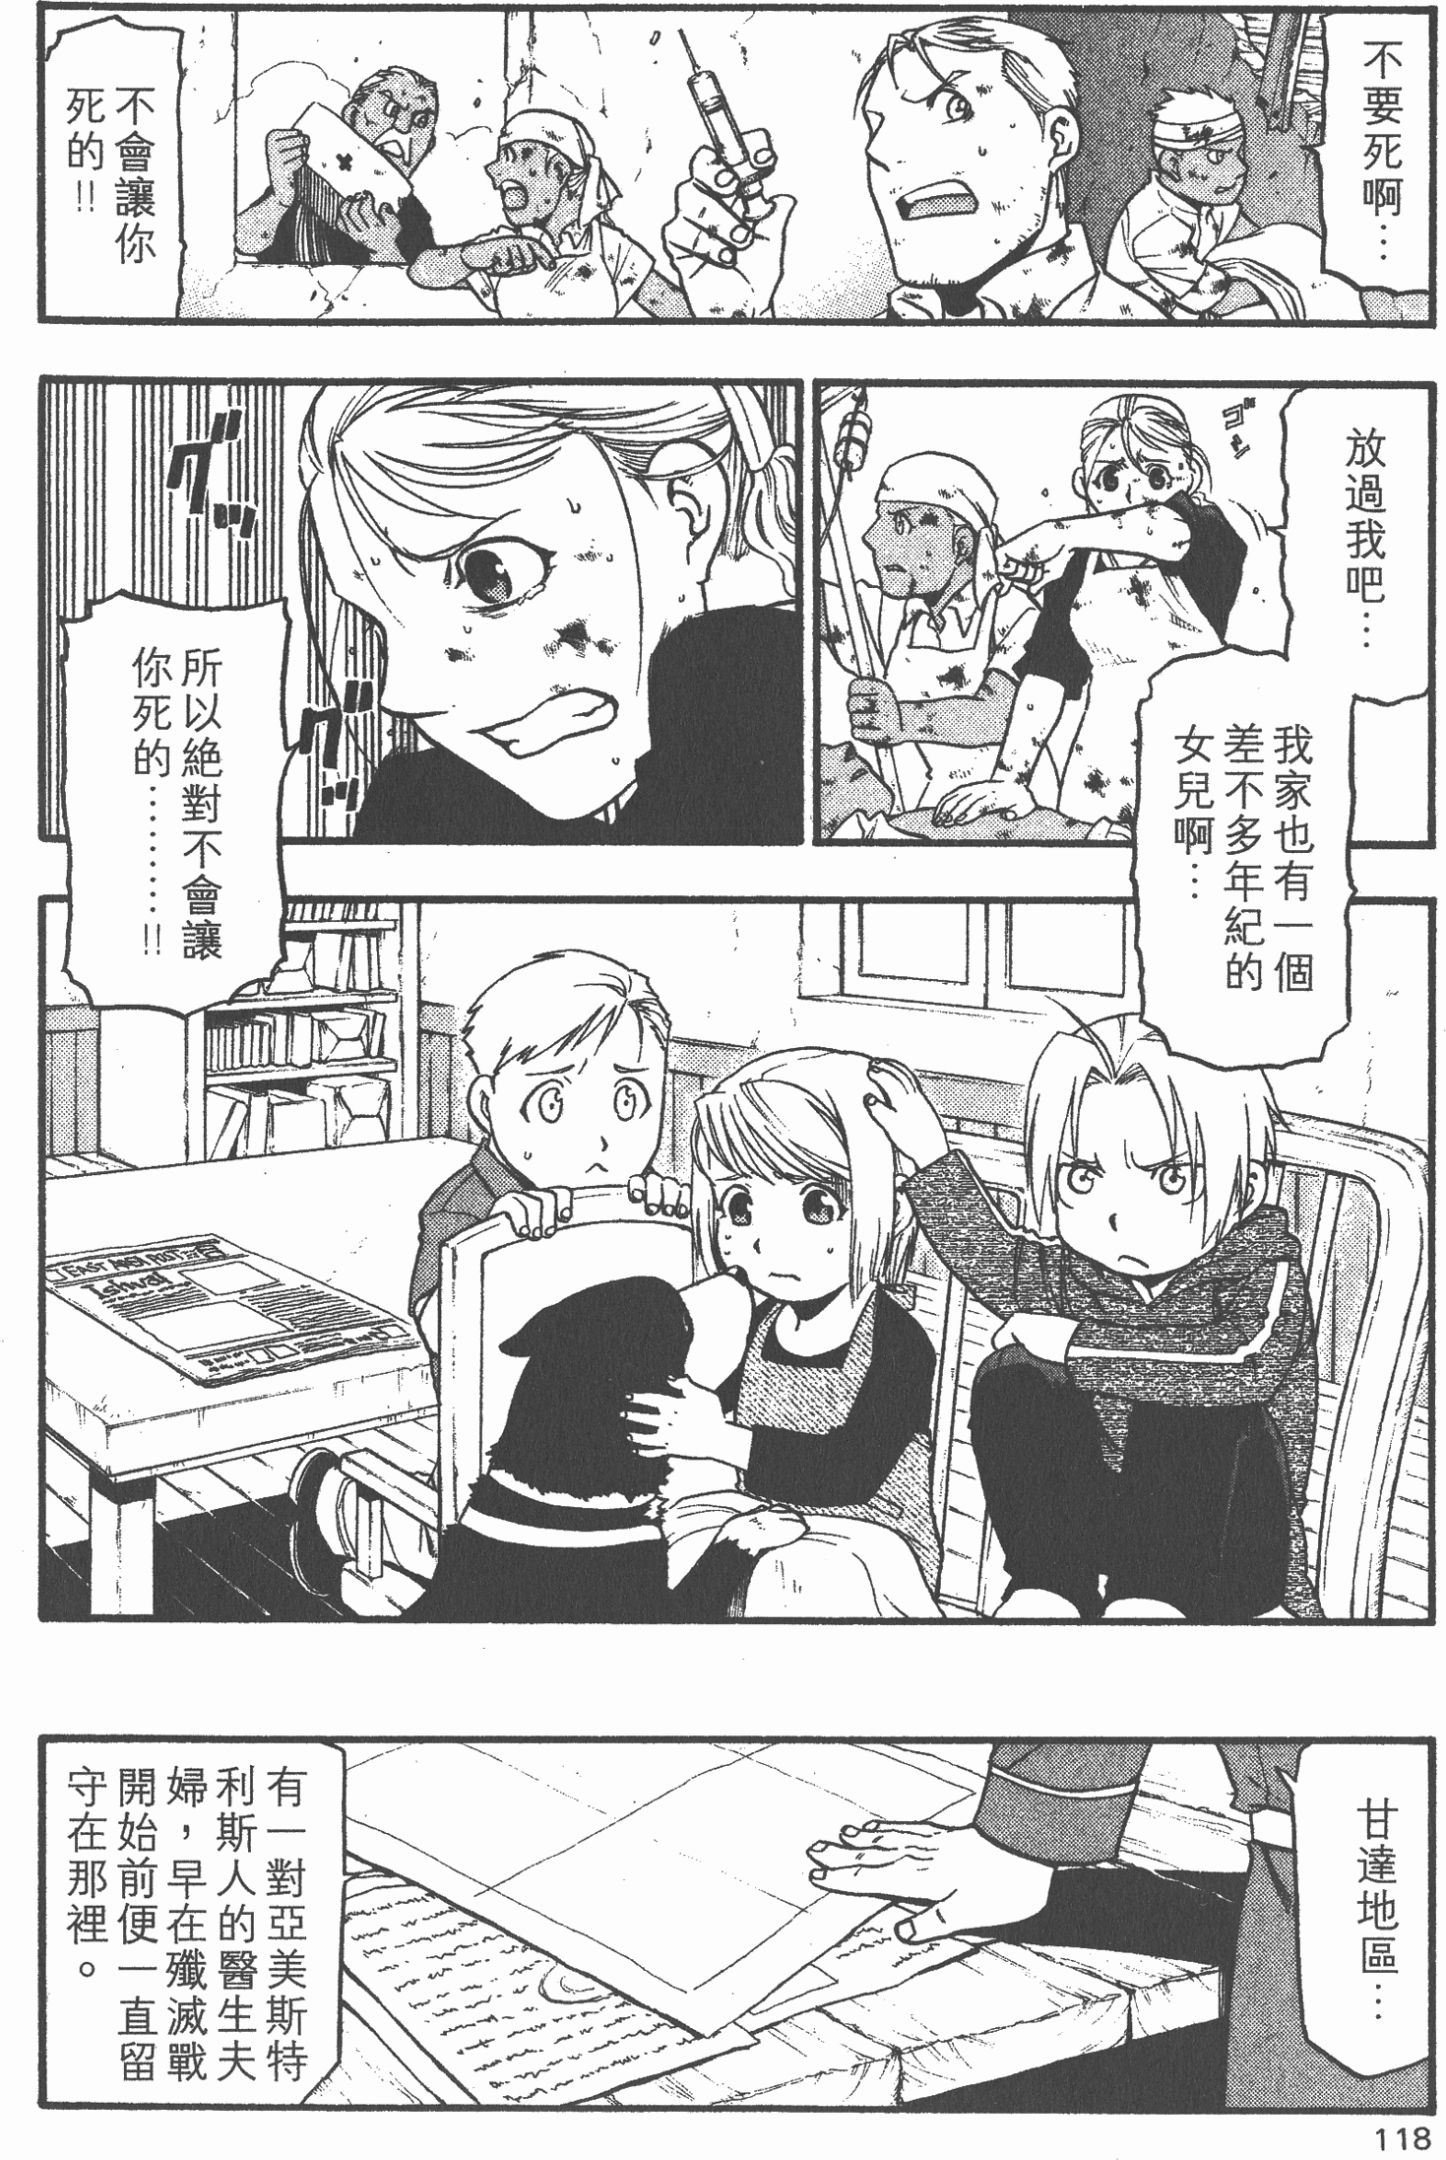 不要死啊…
不會讓你
死的!!
放過我吧…
我家也有一個
差不多年紀的
女兒啊…
グッ
所以絕對不會讓
你死的………!!
Ishval
甘達地區…
有一對亞美斯特
利斯人的醫生夫
婦，早在殲滅戰
開始前便一直留
守在那裡。
118